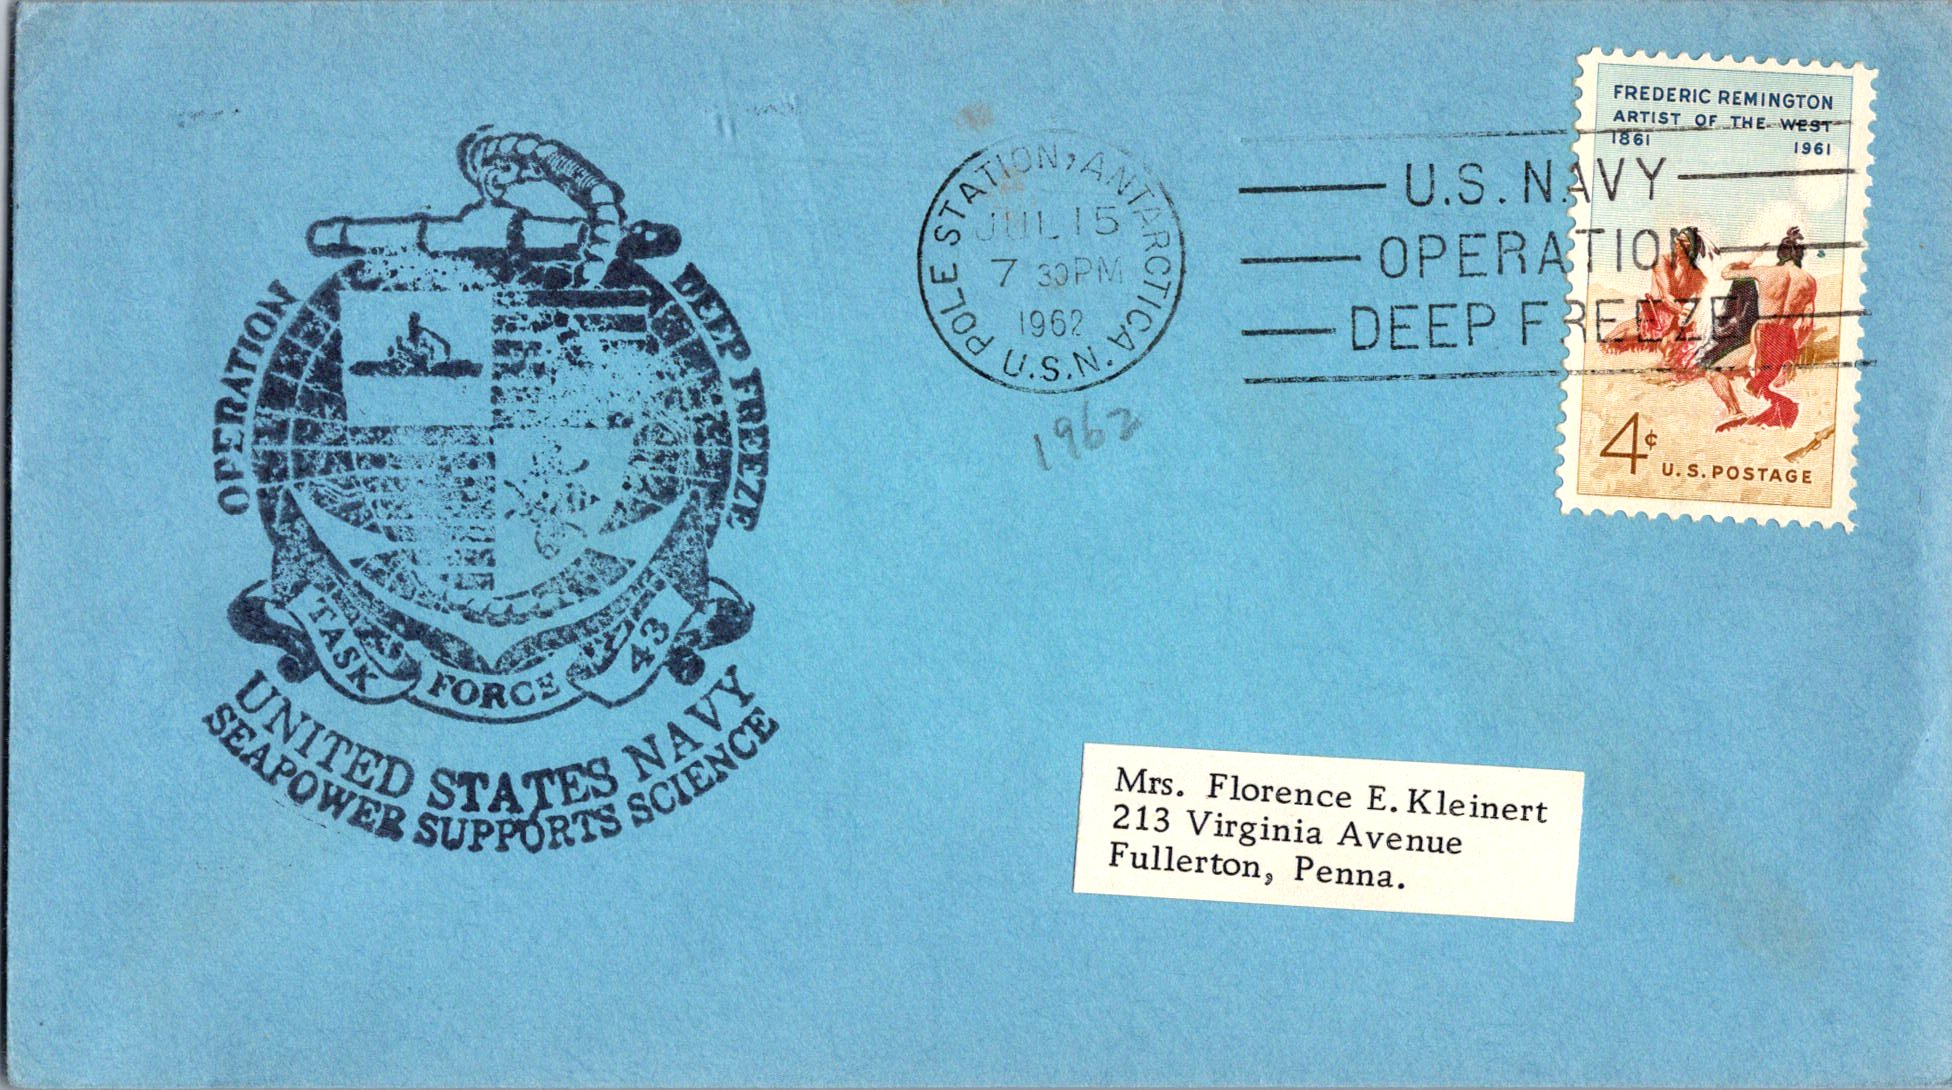 OPERATION DEEP FREEZE
TASK FORCE 43
UNITED STATES NAVY
SEAPOWER SUPPORTS SCIENCE
POLE STATION, ANTARCTICA. U.S.N.
JUL 15
7 30 PM
1962
1962
U.S. NAVY
OPERATION
DEEP FREEZE
FREDERIC REMINGTON
ARTIST OF THE WEST
1861 1961
4¢ U.S. POSTAGE
Mrs. Florence E. Kleinert
213 Virginia Avenue
Fullerton, Penna.